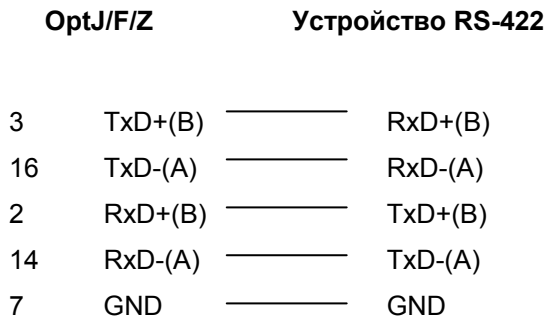 OptJ/F/Z Устройство RS-422
3 TxD+(B) RxD+(B)
16 TxD-(A) RxD-(A)
2 RxD+(B) TxD+(B)
14 RxD-(A) TxD-(A)
7 GND GND